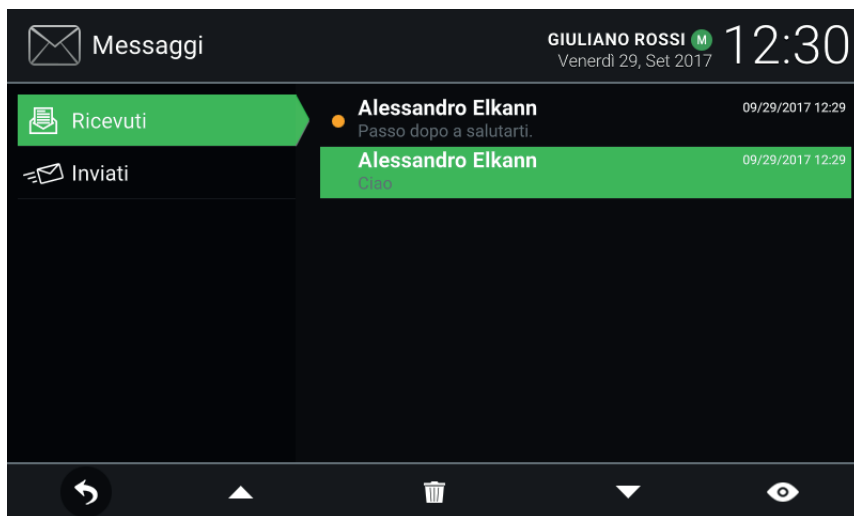 Messaggi
GIULIANO ROSSI M
Venerdì 29, Set 2017
12:30
Ricevuti
Inviati
Alessandro Elkann 09/29/2017 12:29
Passo dopo a salutarti.
Alessandro Elkann 09/29/2017 12:29
Ciao